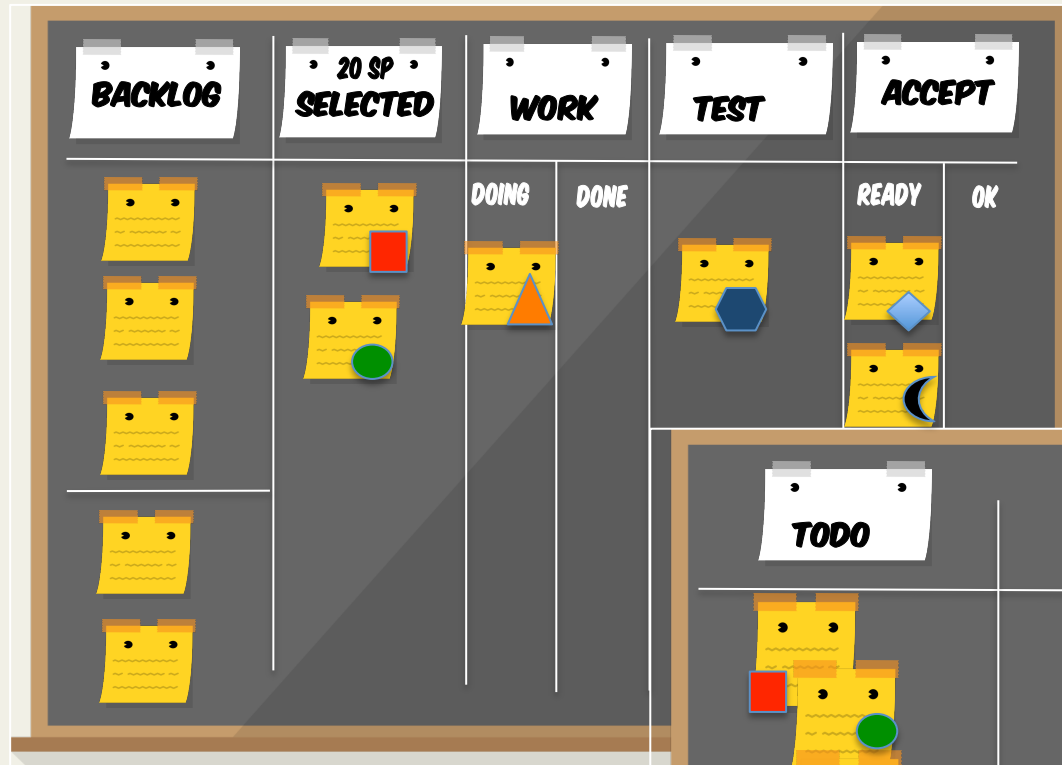 BACKLOG
20 SP
SELECTED
WORK
TEST
ACCEPT
DOING
DONE
READY
OK
TODO